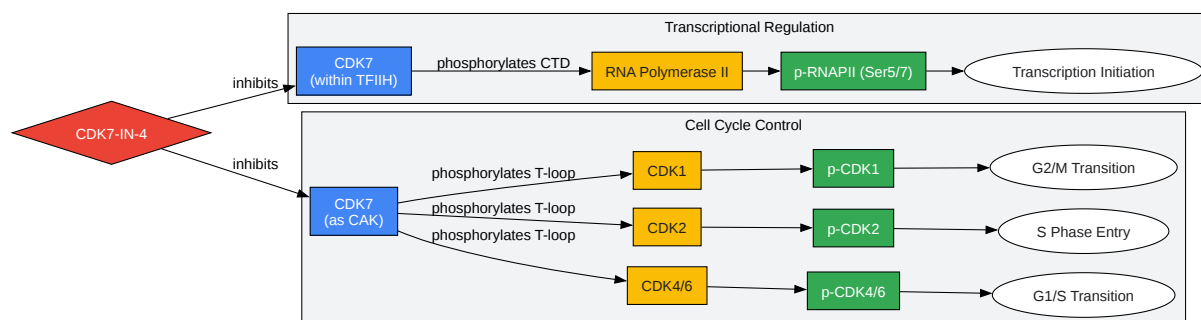 Transcriptional Regulation
CDK7
(within TFIIH)
phosphorylates CTD
RNA Polymerase II
p-RNAPII (Ser5/7)
Transcription Initiation
inhibits
CDK7-IN-4
inhibits
Cell Cycle Control
CDK7
(as CAK)
phosphorylates T-loop
CDK1
p-CDK1
G2/M Transition
phosphorylates T-loop
CDK2
p-CDK2
S Phase Entry
phosphorylates T-loop
CDK4/6
p-CDK4/6
G1/S Transition